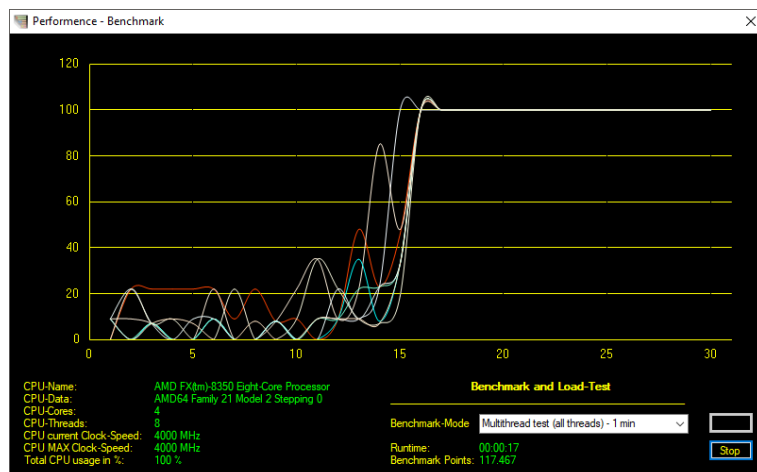 Performence - Benchmark
120
100
80
60
40
20
0
0 5 10 15 20 25 30
CPU-Name: AMD FX(tm)-8350 Eight-Core Processor
CPU-Data: AMD64 Family 21 Model 2 Stepping 0
CPU-Cores: 4
CPU-Threads: 8
CPU current Clock-Speed: 4000 MHz
CPU MAX Clock-Speed: 4000 MHz
Total CPU usage in %: 100 %
Benchmark and Load-Test
Benchmark-Mode Multithread test (all threads) - 1 min
Runtime: 00:00:17
Benchmark Points: 117.467
Stop